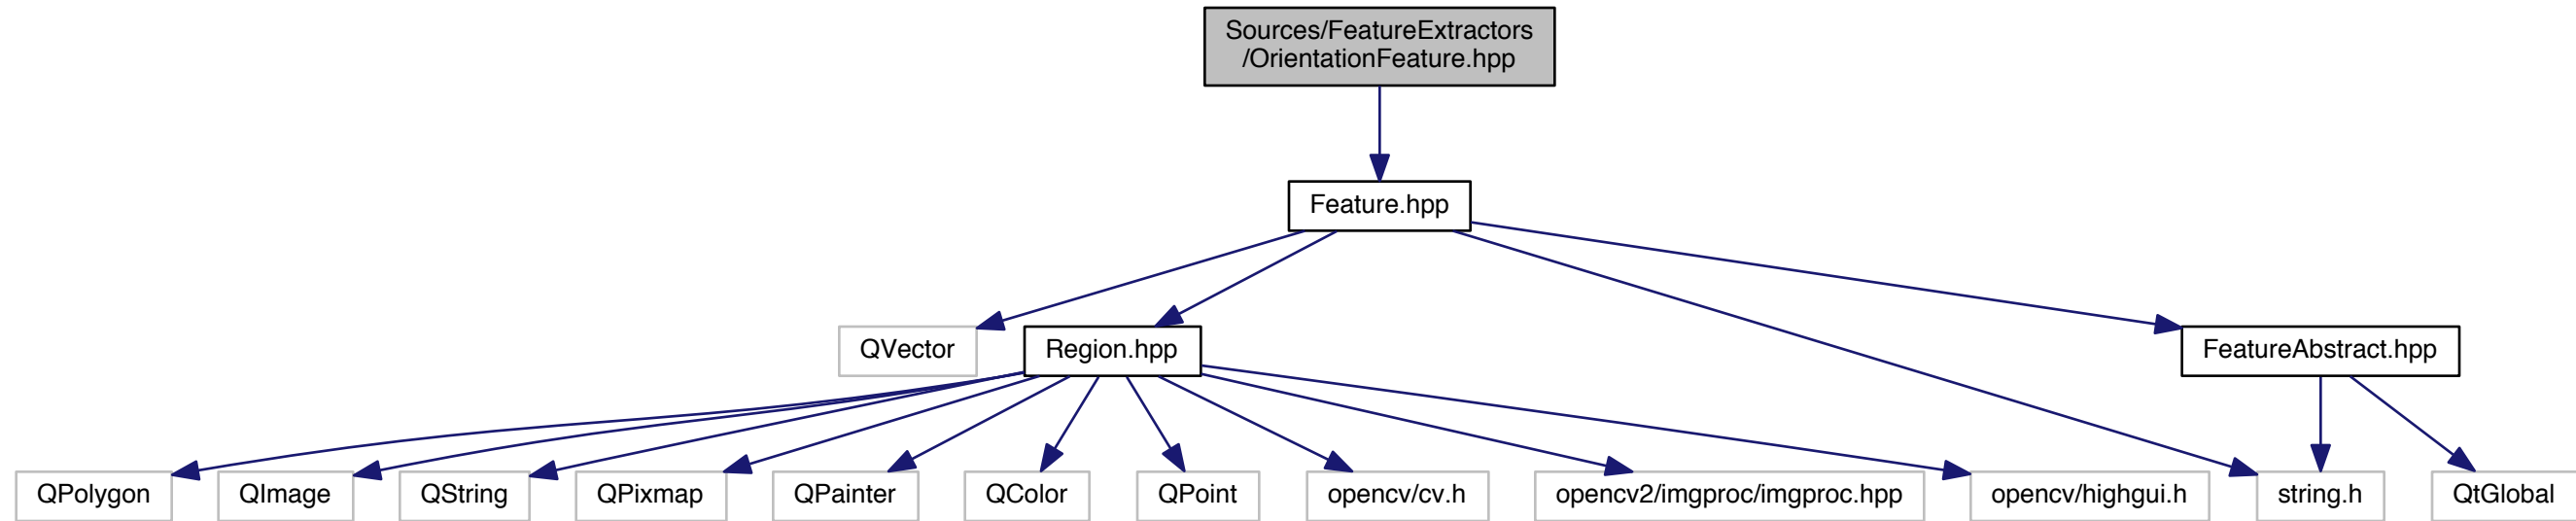 Sources/FeatureExtractors
/OrientationFeature.hpp
Feature.hpp
QVector
Region.hpp
FeatureAbstract.hpp
QPolygon
QImage
QString
QPixmap
QPainter
QColor
QPoint
opencv/cv.h
opencv2/imgproc/imgproc.hpp
opencv/highgui.h
string.h
QtGlobal